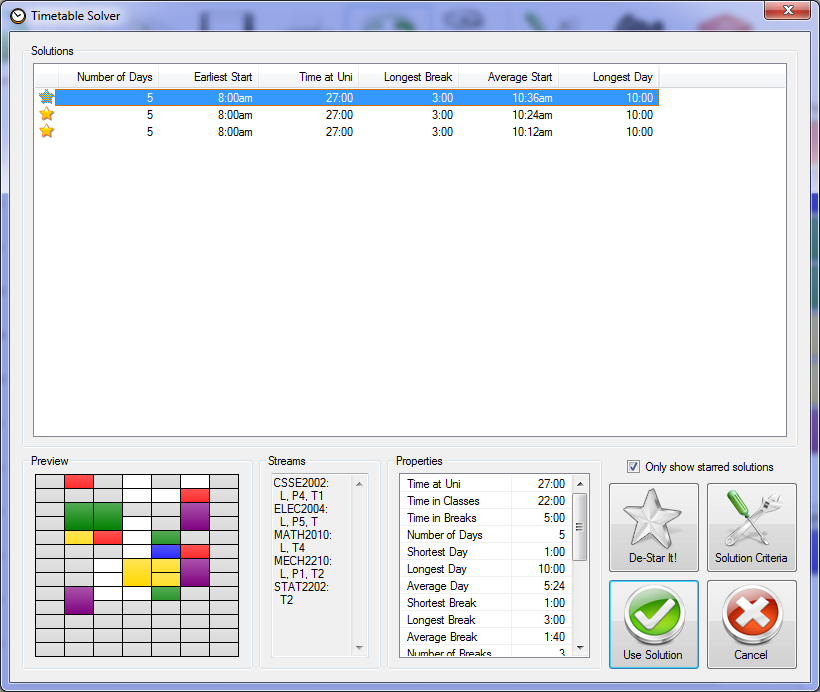 Timetable Solver
Solutions
Number of Days Earliest Start Time at Uni Longest Break Average Start Longest Day
5 8:00am 27:00 3:00 10:36am 10:00
5 8:00am 27:00 3:00 10:24am 10:00
5 8:00am 27:00 3:00 10:12am 10:00
Preview
Streams
CSSE2002:
L, P4, T1
ELEC2004:
L, P5, T
MATH2010:
L, T4
MECH2210:
L, P1, T2
STAT2202:
T2
Properties
Time at Uni 27:00
Time in Classes 22:00
Time in Breaks 5:00
Number of Days 5
Shortest Day 1:00
Longest Day 10:00
Average Day 5:24
Shortest Break 1:00
Longest Break 3:00
Average Break 1:40
Number of Breaks 3
Only show starred solutions
De-Star It!
Solution Criteria
Use Solution
Cancel